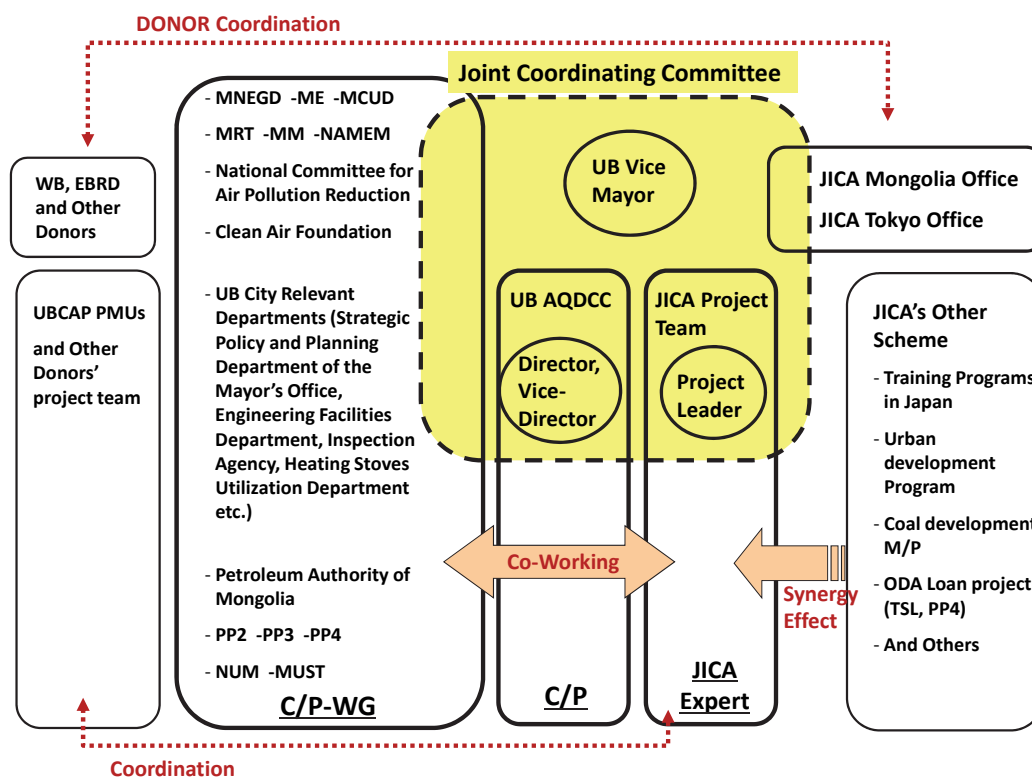 DONOR Coordination
Joint Coordinating Committee
- MNEGD -ME -MCUD
- MRT -MM -NAMEM
- National Committee for
Air Pollution Reduction
- Clean Air Foundation
- UB City Relevant
Departments (Strategic
Policy and Planning
Department of the
Mayor's Office,
Engineering Facilities
Department, Inspection
Agency, Heating Stoves
Utilization Department
etc.)
- Petroleum Authority of
Mongolia
- PP2 -PP3 -PP4
- NUM -MUST
C/P-WG
WB, EBRD
and Other
Donors
UBCAP PMUs
and Other
Donors'
project team
UB Vice
Mayor
UB AQDCC
Director,
Vice-
Director
C/P
JICA Project
Team
Project
Leader
JICA
Expert
JICA Mongolia Office
JICA Tokyo Office
JICA's Other
Scheme
- Training Programs
in Japan
- Urban
development
Program
- Coal development
M/P
- ODA Loan project
(TSL, PP4)
- And Others
Co-Working
Synergy
Effect
Coordination